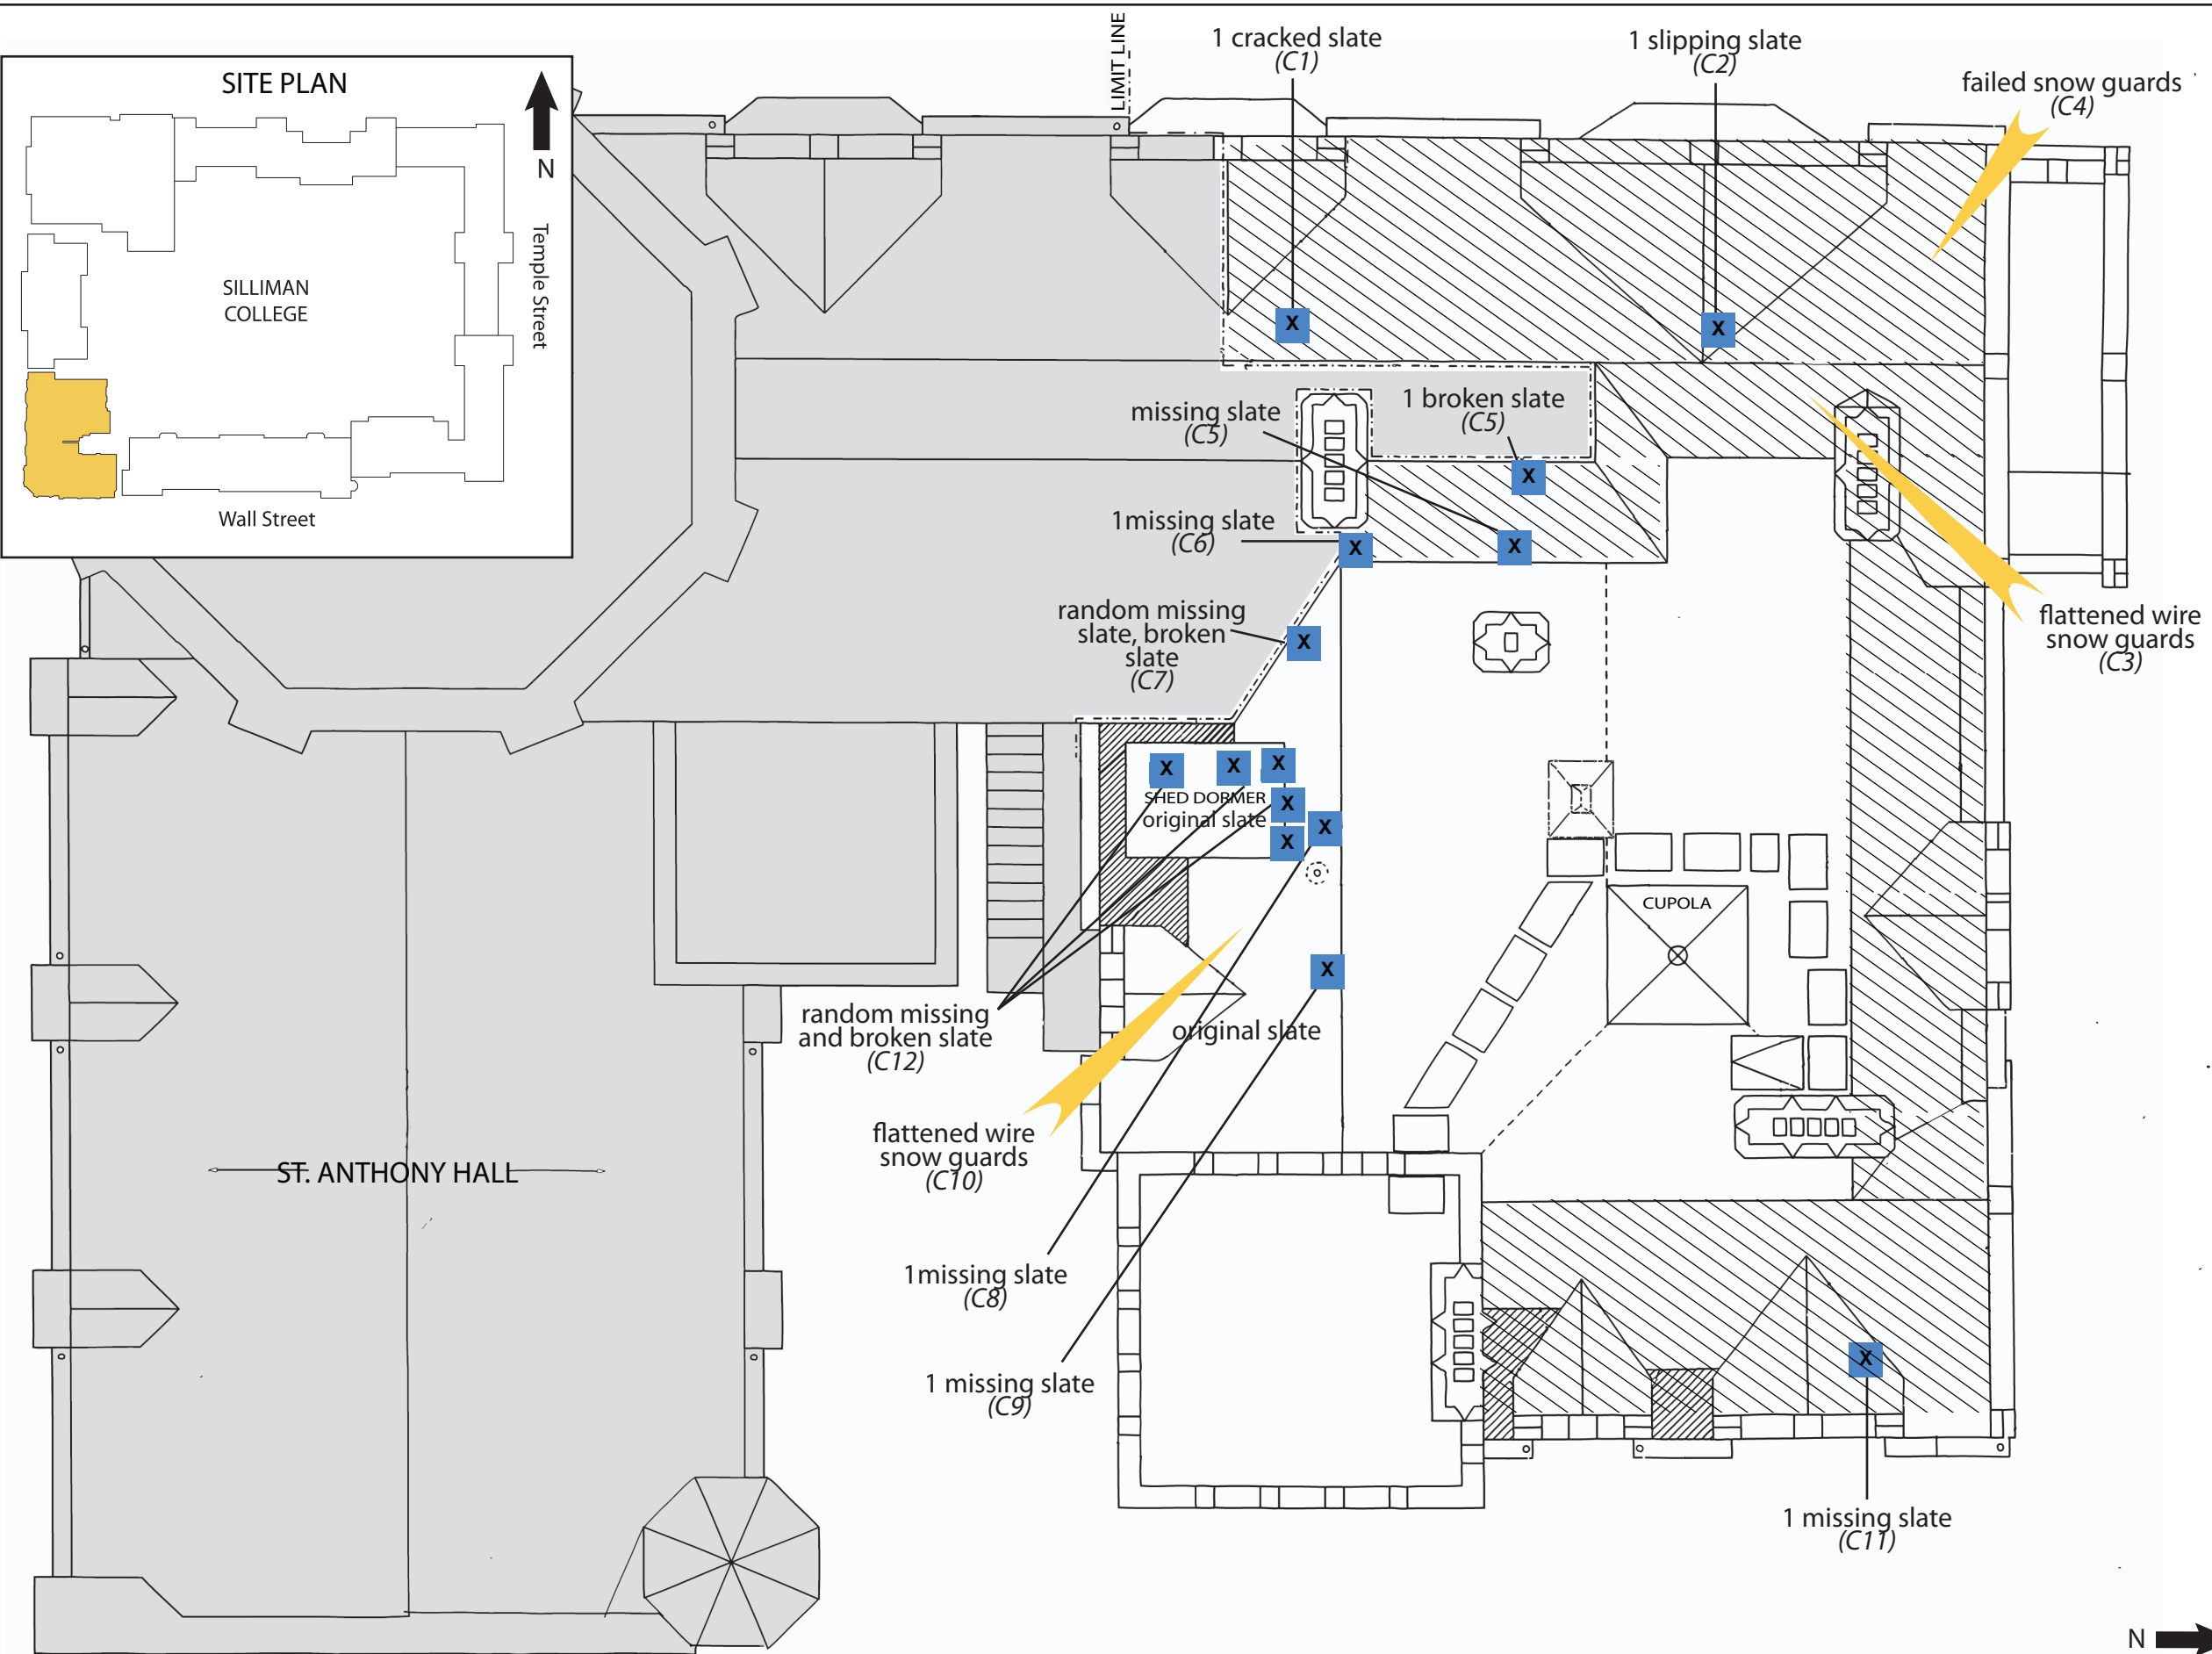 LIMIT LINE
1 cracked slate
(C1)
1 slipping slate
(C2)
failed snow guards
(C4)
SITE PLAN
N
SILLIMAN
COLLEGE
Temple Street
Wall Street
X
X
missing slate
(C5)
1 broken slate
(C5)
X
1missing slate
(C6)
X
X
random missing
slate, broken
slate
(C7)
X
flattened wire
snow guards
(C3)
X
X
X
SHED DORMER
original slate
X
X
X
CUPOLA
X
random missing
and broken slate
(C12)
original slate
flattened wire
snow guards
(C10)
ST. ANTHONY HALL
1missing slate
(C8)
1 missing slate
(C9)
X
1 missing slate
(C11)
N